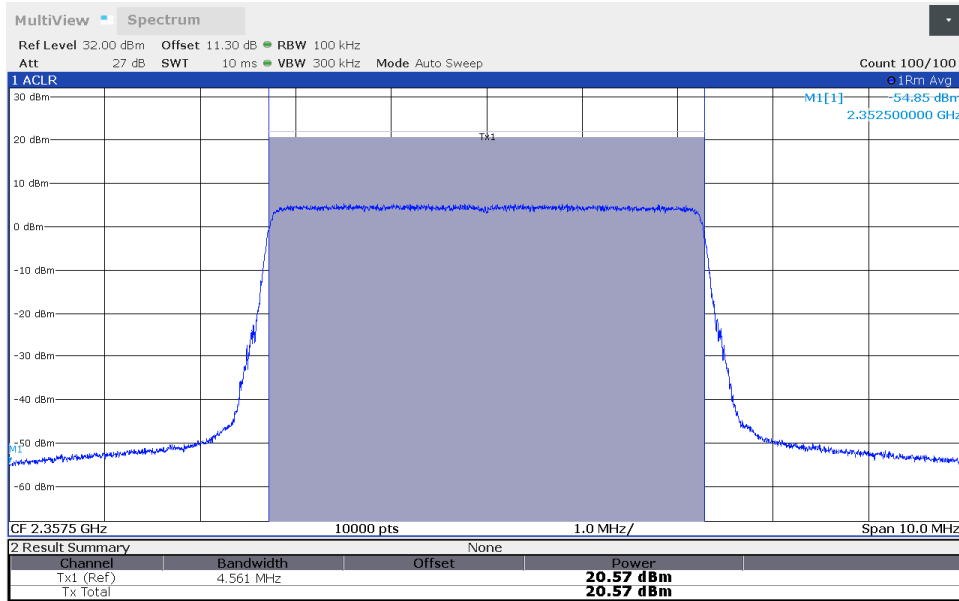 MultiView Spectrum
Ref Level 32.00 dBm Offset 11.30 dB RBW 100 kHz
Att 27 dB SWT 10 ms VBW 300 kHz Mode Auto Sweep Count 100/100
1 ACLR 1Rm Avg
30 dBm M1[1] -54.85 dBm
2.352500000 GHz
20 dBm Tx1
10 dBm
0 dBm
-10 dBm
-20 dBm
-30 dBm
-40 dBm
-50 dBm
M1
-60 dBm
CF 2.3575 GHz 10000 pts 1.0 MHz/ Span 10.0 MHz
2 Result Summary None
Channel Bandwidth Offset Power
Tx1 (Ref) 4.561 MHz 20.57 dBm
Tx Total 20.57 dBm